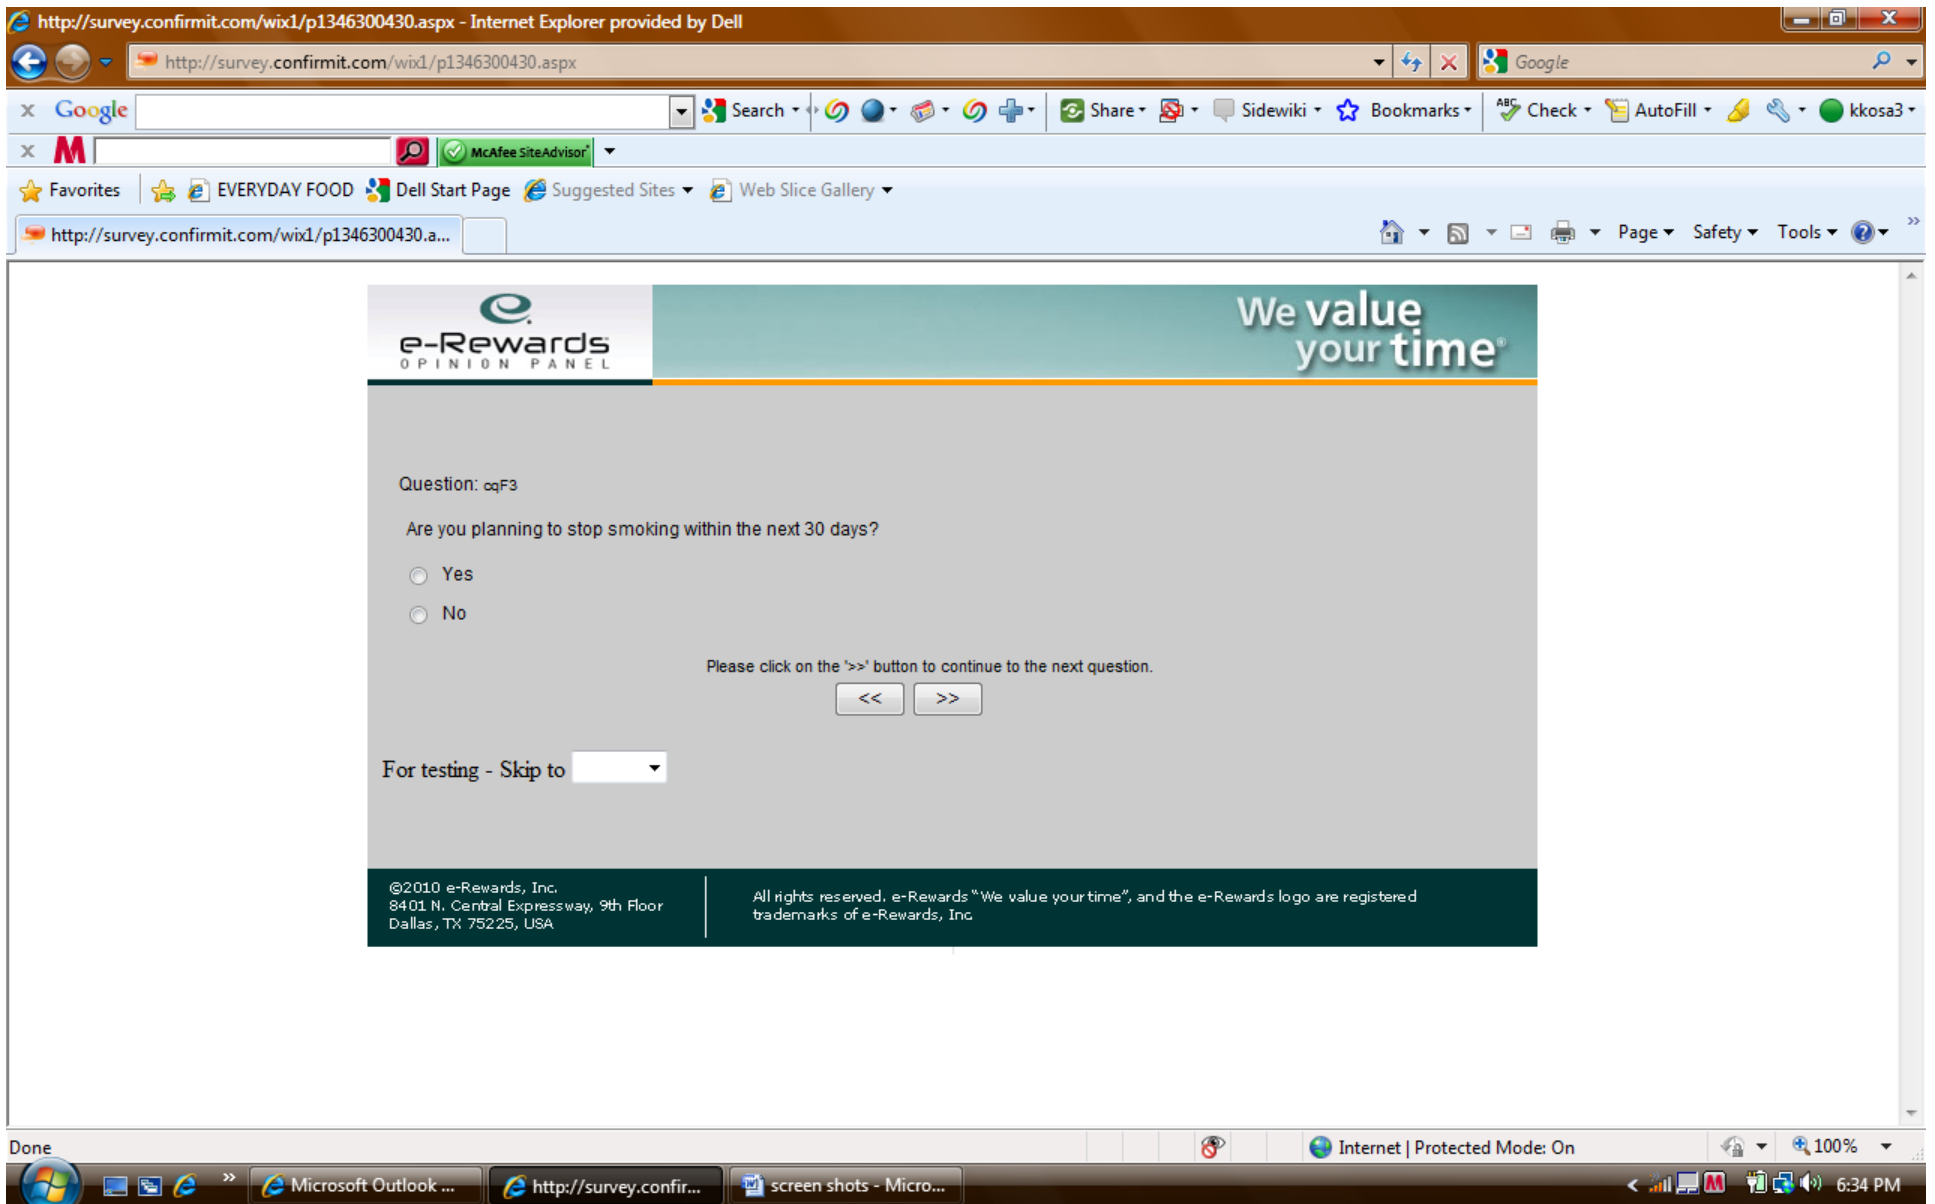 http://survey.confirmit.com/wix1/p1346300430.aspx - Internet Explorer provided by Dell
http://survey.confirmit.com/wix1/p1346300430.aspx
Google
x Google Search Share Sidewiki Bookmarks Check AutoFill kkosa3
x M McAfee SiteAdvisor
Favorites EVERYDAY FOOD Dell Start Page Suggested Sites Web Slice Gallery
http://survey.confirmit.com/wix1/p1346300430.a... Page Safety Tools »
e-Rewards
OPINION PANEL
We value
your time®
Question: cqF3
Are you planning to stop smoking within the next 30 days?
Yes
No
Please click on the '>>' button to continue to the next question.
<< >>
For testing - Skip to
©2010 e-Rewards, Inc.
8401 N. Central Expressway, 9th Floor
Dallas, TX 75225, USA
All rights reserved. e-Rewards "We value your time", and the e-Rewards logo are registered
trademarks of e-Rewards, Inc.
Done Internet | Protected Mode: On 100%
» Microsoft Outlook ... http://survey.confir... screen shots - Micro... < M 6:34 PM